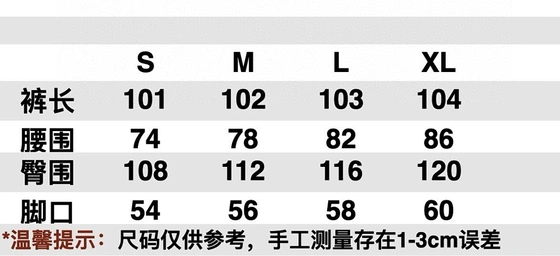 S M L XL
裤长 101 102 103 104
腰围 74 78 82 86
臀围 108 112 116 120
脚口 54 56 58 60
*温馨提示：尺码仅供参考，手工测量存在1-3cm误差